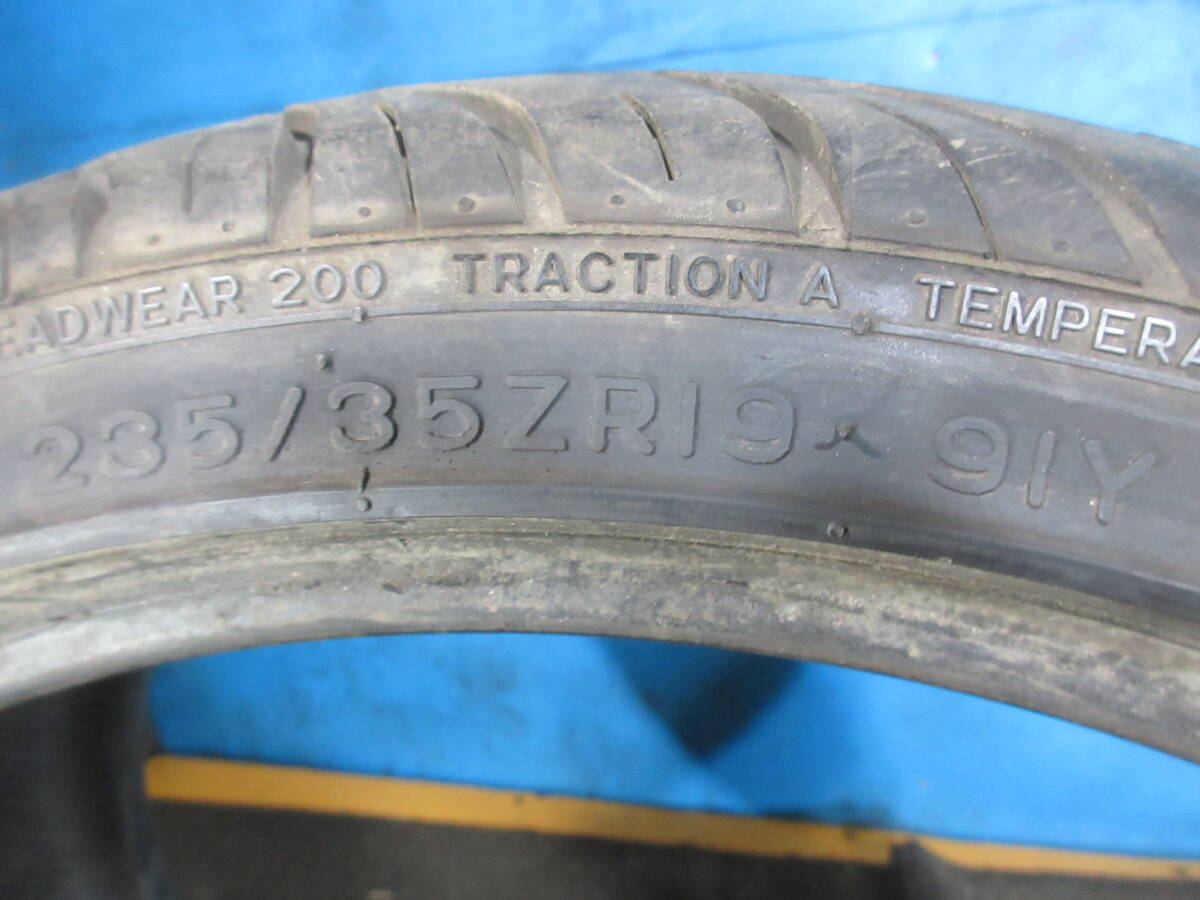 EADWEAR 200 TRACTION A TEMPERA
235/35ZR19 91Y